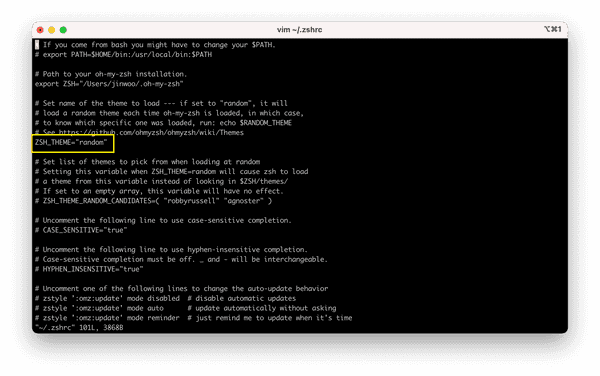 vim ~/.zshrc
⌥⌘1
# If you come from bash you might have to change your $PATH.
# export PATH=$HOME/bin:/usr/local/bin:$PATH
# Path to your oh-my-zsh installation.
export ZSH="/Users/jinwoo/.oh-my-zsh"
# Set name of the theme to load --- if set to "random", it will
# load a random theme each time oh-my-zsh is loaded, in which case,
# to know which specific one was loaded, run: echo $RANDOM_THEME
# See https://github.com/ohmyzsh/ohmyzsh/wiki/Themes
ZSH_THEME="random"
# Set list of themes to pick from when loading at random
# Setting this variable when ZSH_THEME=random will cause zsh to load
# a theme from this variable instead of looking in $ZSH/themes/
# If set to an empty array, this variable will have no effect.
# ZSH_THEME_RANDOM_CANDIDATES=( "robbyrussell" "agnoster" )
# Uncomment the following line to use case-sensitive completion.
# CASE_SENSITIVE="true"
# Uncomment the following line to use hyphen-insensitive completion.
# Case-sensitive completion must be off. _ and - will be interchangeable.
# HYPHEN_INSENSITIVE="true"
# Uncomment one of the following lines to change the auto-update behavior
# zstyle ':omz:update' mode disabled  # disable automatic updates
# zstyle ':omz:update' mode auto      # update automatically without asking
# zstyle ':omz:update' mode reminder  # just remind me to update when it's time
"~/.zshrc" 101L, 3868B